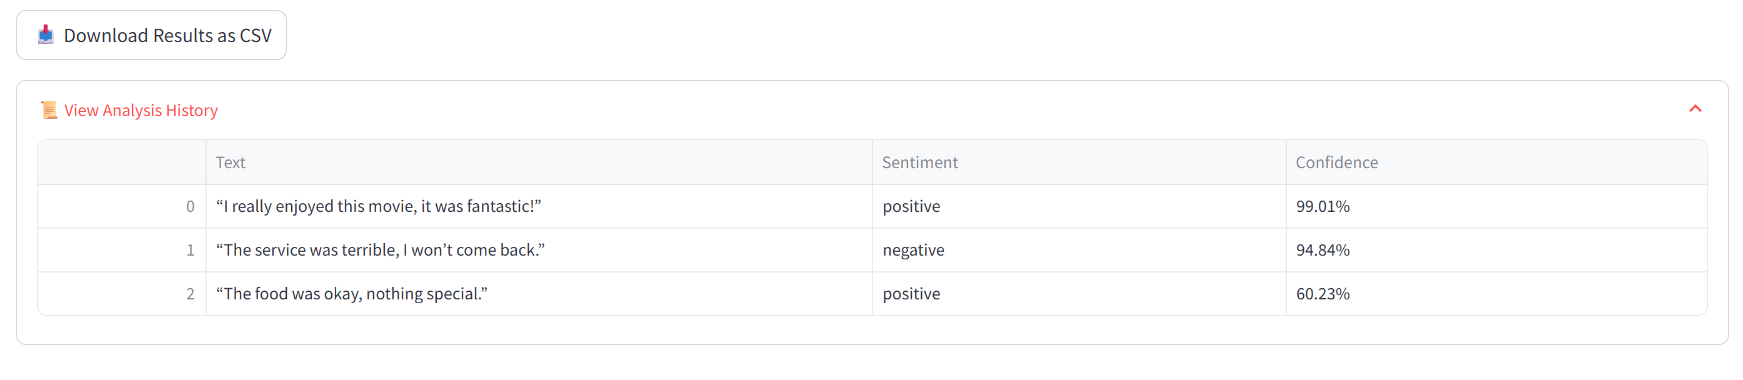 Download Results as CSV
View Analysis History
Text Sentiment Confidence
0 “I really enjoyed this movie, it was fantastic!” positive 99.01%
1 “The service was terrible, I won’t come back.” negative 94.84%
2 “The food was okay, nothing special.” positive 60.23%